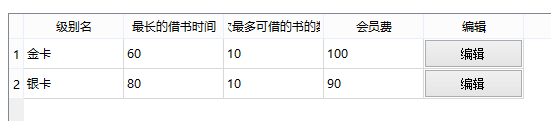 级别名 最长的借书时间 次最多可借的书的数 会员费 编辑
1 金卡 60 10 100 编辑
2 银卡 80 10 90 编辑